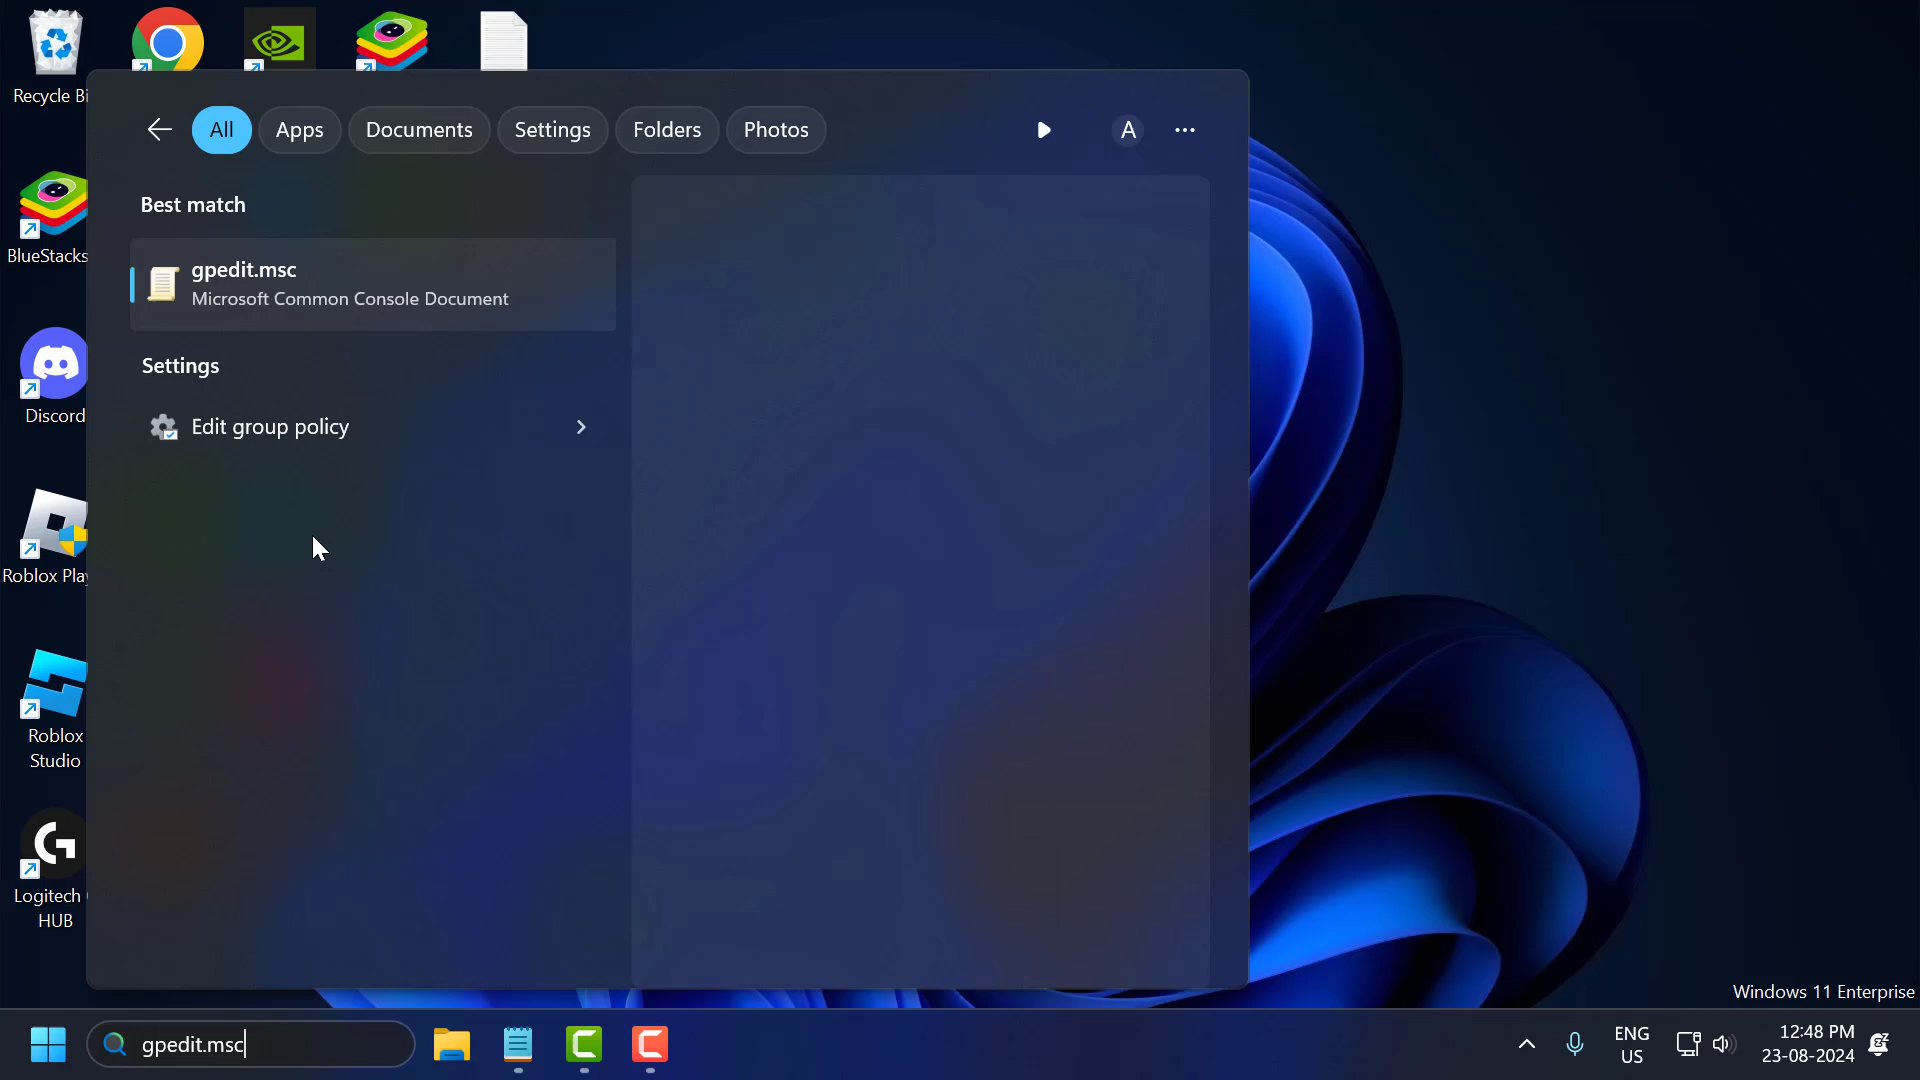 Recycle Bi
All
Apps
Documents
Settings
Folders
Photos
A
Best match
gpedit.msc
Microsoft Common Console Document
Settings
Edit group policy
BlueStacks
Discord
Roblox Play
Roblox
Studio
Logitech
HUB
Windows 11 Enterprise
gpedit.msc
ENG
US
12:48 PM
23-08-2024